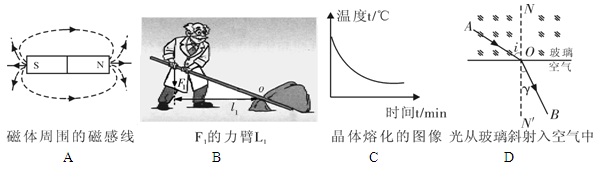 S N
磁体周围的磁感线
A
F₁
l₁
o
F₁的力臂L₁
B
温度t/℃
时间t/min
晶体熔化的图像
C
N
A
i
O
玻璃
空气
γ
B
N'
光从玻璃斜射入空气中
D